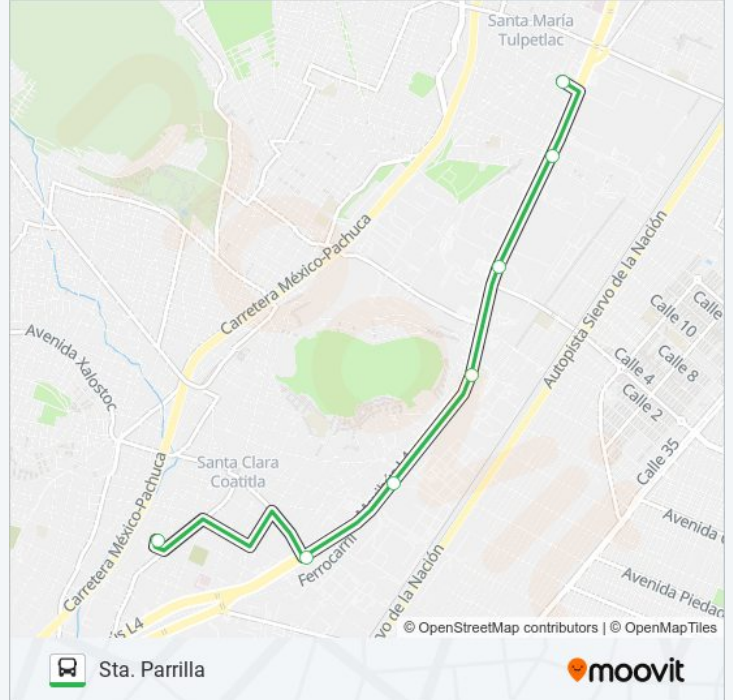 Santa María
Tulpetlac
Carretera México-Pachuca
Autopista Siervo de la Nación
Calle
Calle 10
Calle 8
Calle 4
Calle 2
Avenida Xalostoc
Calle 35
Santa Clara
Coatitla
Carretera México-Pachuca
Ferrocarril
Avenida
Avenida Piedad
vo de la Nación
s L4
© OpenStreetMap contributors | © OpenMapTiles
Sta. Parrilla
moovit